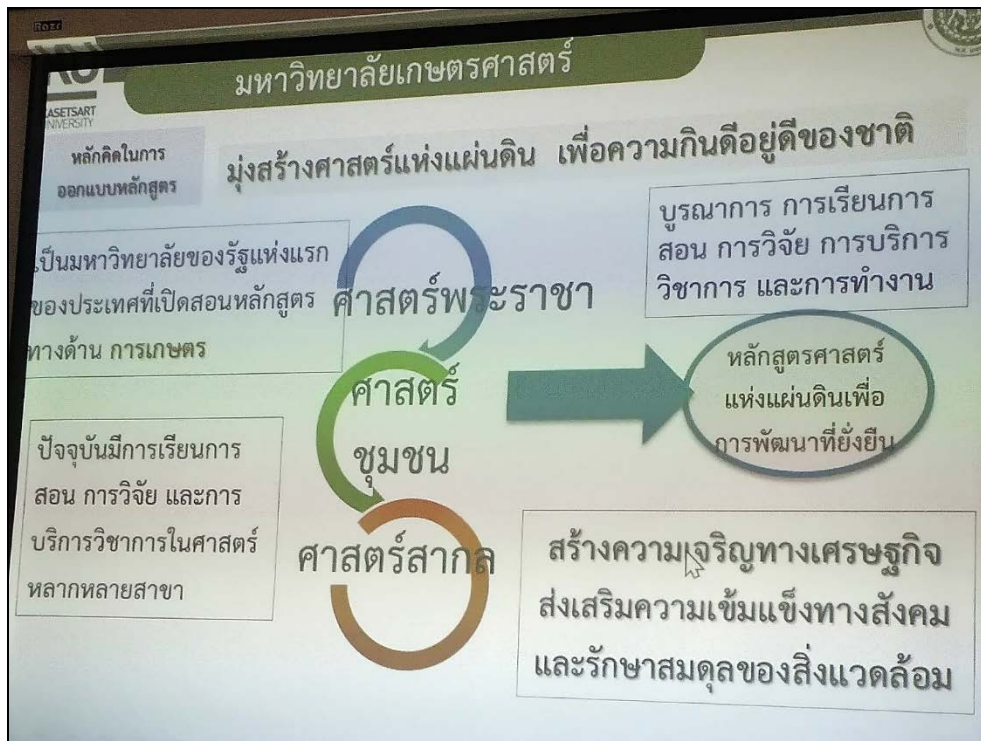 มหาวิทยาลัยเกษตรศาสตร์
KASETSART
UNIVERSITY
หลักคิดในการ
ออกแบบหลักสูตร
มุ่งสร้างศาสตร์แห่งแผ่นดิน เพื่อความกินดีอยู่ดีของชาติ
เป็นมหาวิทยาลัยของรัฐแห่งแรก
ของประเทศที่เปิดสอนหลักสูตร
ทางด้าน การเกษตร
ศาสตร์พระราชา
บูรณาการ การเรียนการ
สอน การวิจัย การบริการ
วิชาการ และการทำงาน
ศาสตร์
ชุมชน
หลักสูตรศาสตร์
แห่งแผ่นดินเพื่อ
การพัฒนาที่ยั่งยืน
ปัจจุบันมีการเรียนการ
สอน การวิจัย และการ
บริการวิชาการในศาสตร์
หลากหลายสาขา
ศาสตร์สากล
สร้างความเจริญทางเศรษฐกิจ
ส่งเสริมความเข้มแข็งทางสังคม
และรักษาสมดุลของสิ่งแวดล้อม